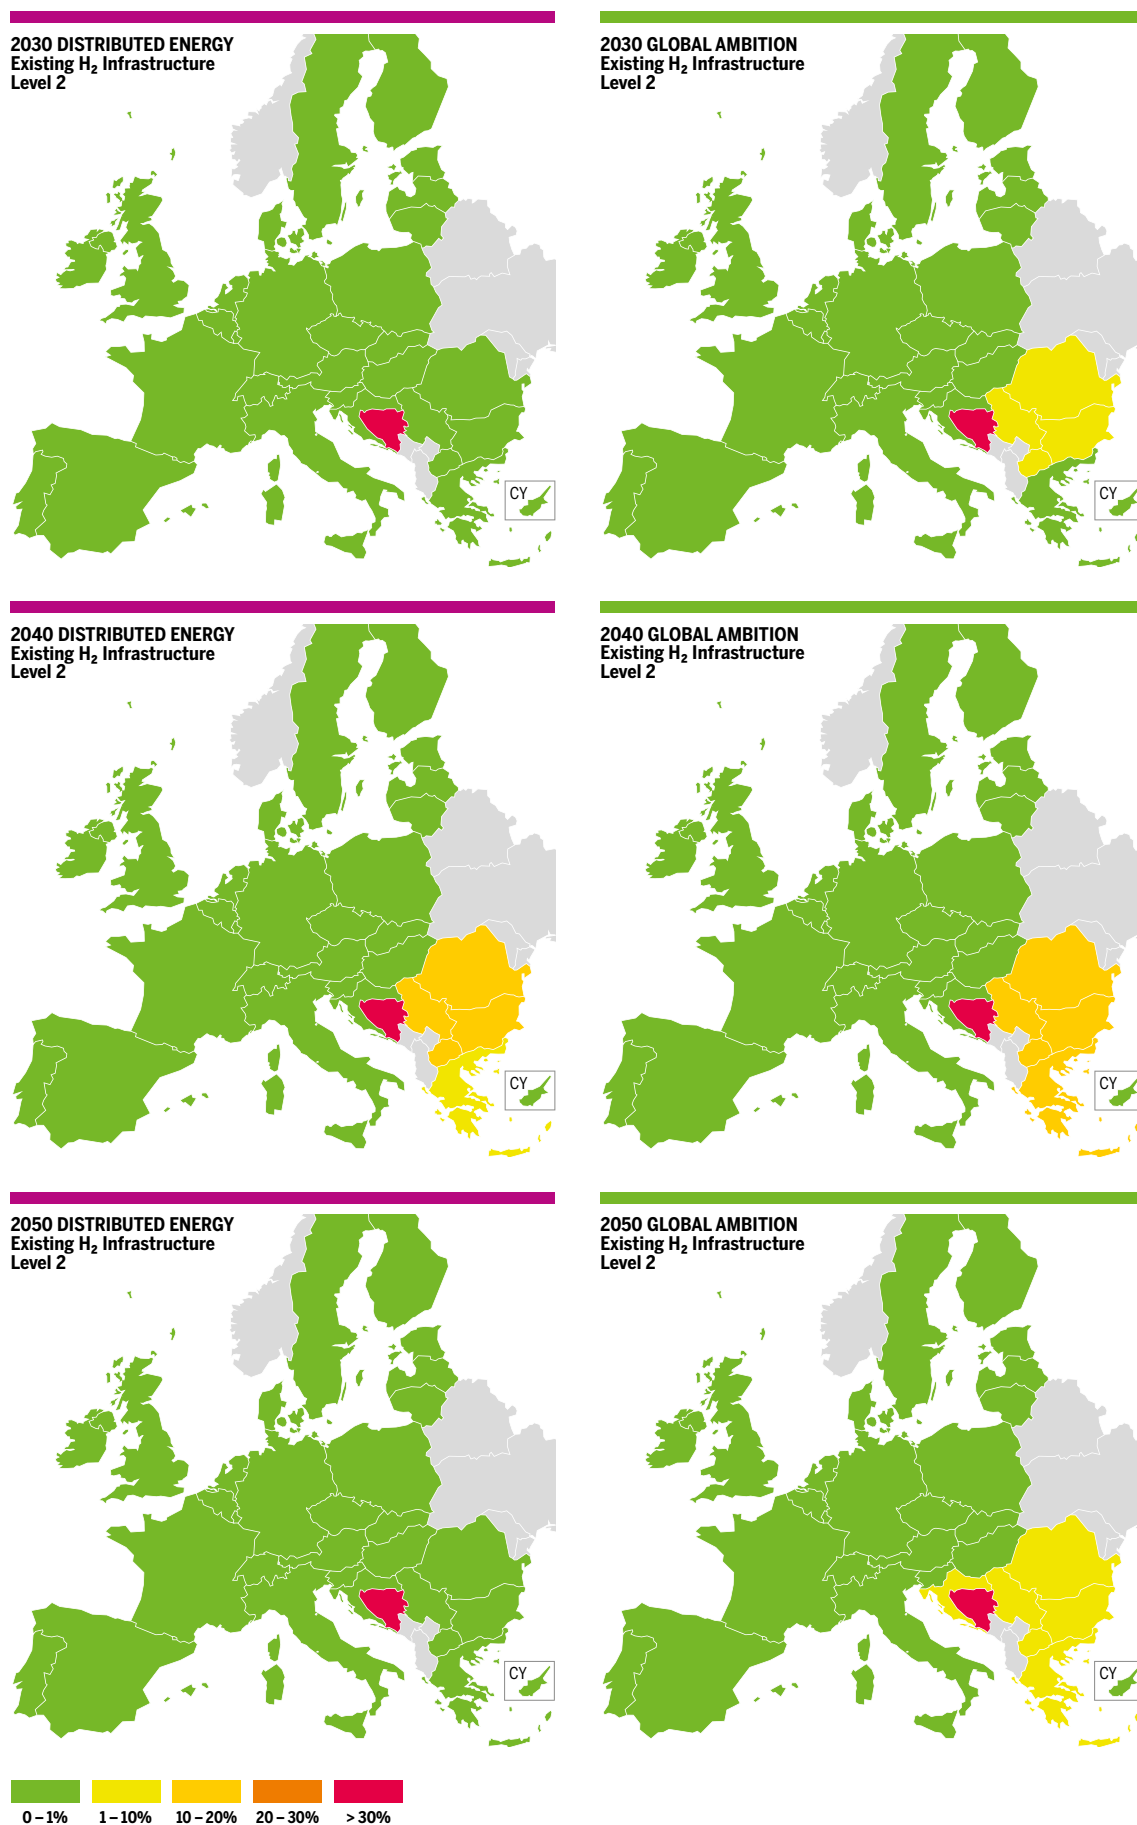 2030 DISTRIBUTED ENERGY
Existing H₂ Infrastructure
Level 2
CY
2030 GLOBAL AMBITION
Existing H₂ Infrastructure
Level 2
CY
2040 DISTRIBUTED ENERGY
Existing H₂ Infrastructure
Level 2
CY
2040 GLOBAL AMBITION
Existing H₂ Infrastructure
Level 2
CY
2050 DISTRIBUTED ENERGY
Existing H₂ Infrastructure
Level 2
CY
2050 GLOBAL AMBITION
Existing H₂ Infrastructure
Level 2
CY
0 – 1% 1 – 10% 10 – 20% 20 – 30% > 30%